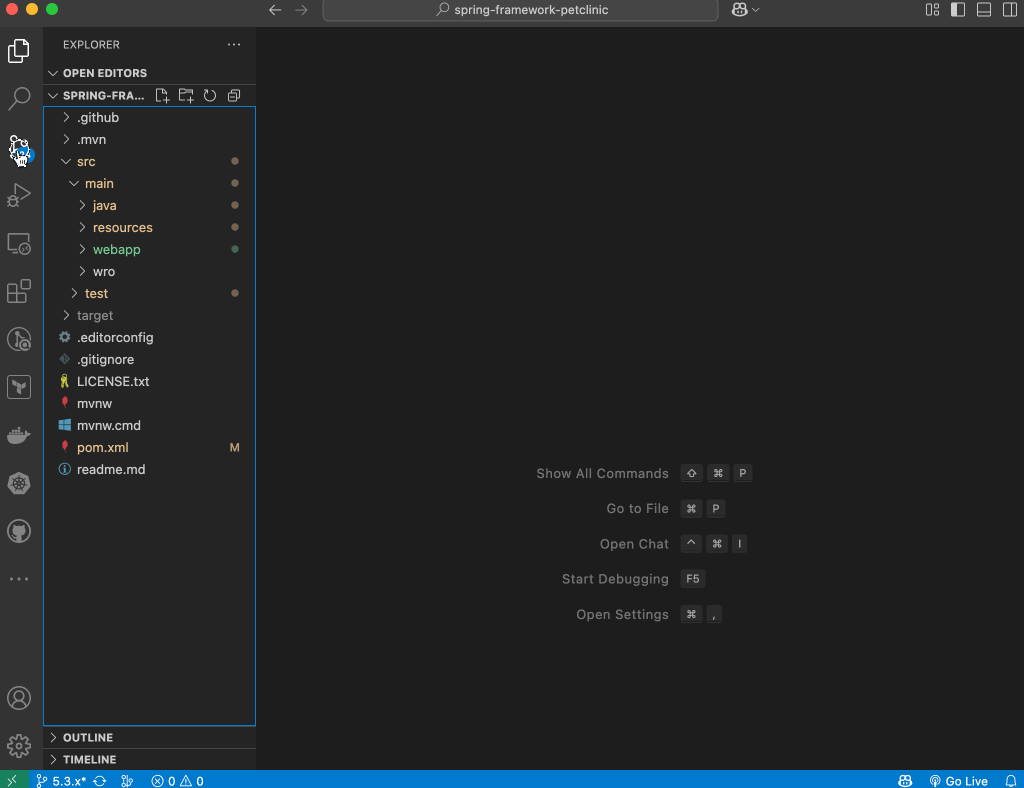 spring-framework-petclinic
EXPLORER
OPEN EDITORS
SPRING-FRA...
.github
.mvn
src
main
java
resources
webapp
wro
test
target
.editorconfig
.gitignore
LICENSE.txt
mvnw
mvnw.cmd
pom.xml M
readme.md
Show All Commands ⇧ ⌘ P
Go to File ⌘ P
Open Chat ^ ⌘ I
Start Debugging F5
Open Settings ⌘ ,
OUTLINE
TIMELINE
5.3.x* 0 0 Go Live